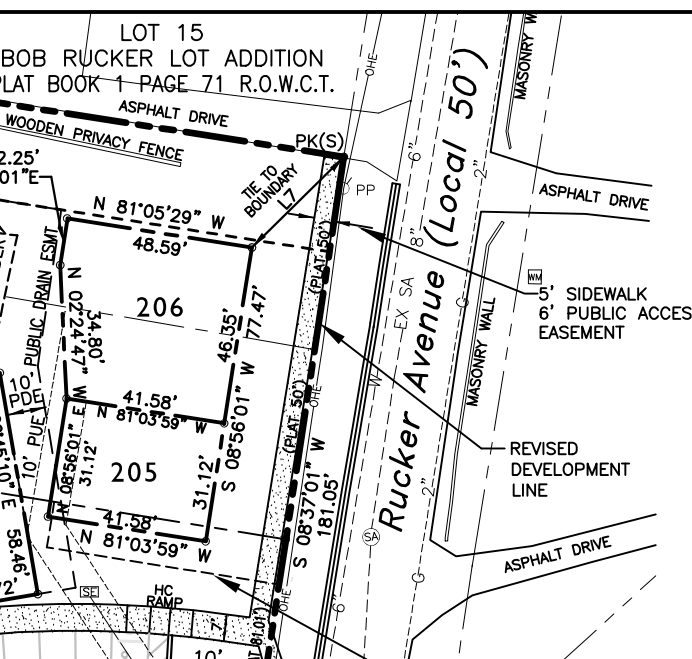 LOT 15
BOB RUCKER LOT ADDITION
PLAT BOOK 1 PAGE 71 R.O.W.C.T.
ASPHALT DRIVE
WOODEN PRIVACY FENCE
PK(S)
OHE
MASONRY W
6"
2"
2.25'
01"E
TIE TO
BOUNDARY
L7
PP
ASPHALT DRIVE
N 81°05'29" W
48.59'
(PLAT 50')
8"
EX SA
Rucker Avenue (Local 50')
WM
5' SIDEWALK
6' PUBLIC ACCES
EASEMENT
PUBLIC DRAIN ESMT
N 02°24'47" E
34.80'
206
46.35'
77.47'
MASONRY WALL
G
W
10'
PDE
41.58'
N 81°03'59" W
OHE
(PLAT 50')
REVISED
DEVELOPMENT
LINE
10' PUE
N 08°56'01" E
31.12'
205
31.12'
S 08°56'01" W
S 08°37'01" W
181.05'
2"
41.58'
N 81°03'59" W
SA
ASPHALT DRIVE
58.46'
SE
HC
RAMP
G
OHE
6"
7'
10'